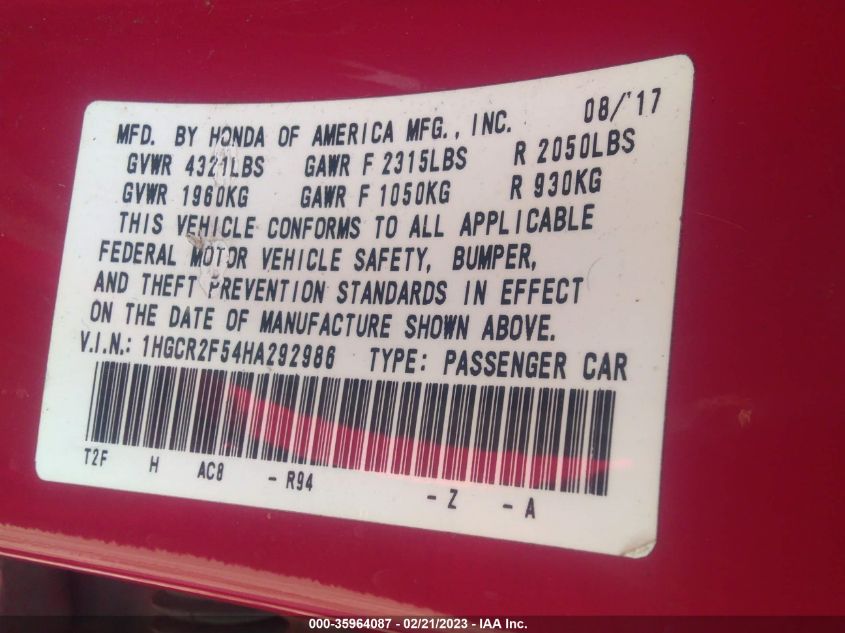 08/'17
MFD. BY HONDA OF AMERICA MFG., INC.
GVWR 4321LBS GAWR F 2315LBS R 2050LBS
GVWR 1960KG GAWR F 1050KG R 930KG
THIS VEHICLE CONFORMS TO ALL APPLICABLE
FEDERAL MOTOR VEHICLE SAFETY, BUMPER,
AND THEFT PREVENTION STANDARDS IN EFFECT
ON THE DATE OF MANUFACTURE SHOWN ABOVE.
V.I.N.: 1HGCR2F54HA292986 TYPE: PASSENGER CAR
T2F H AC8 - R94 - Z - A
000-35964087 - 02/21/2023 - IAA Inc.